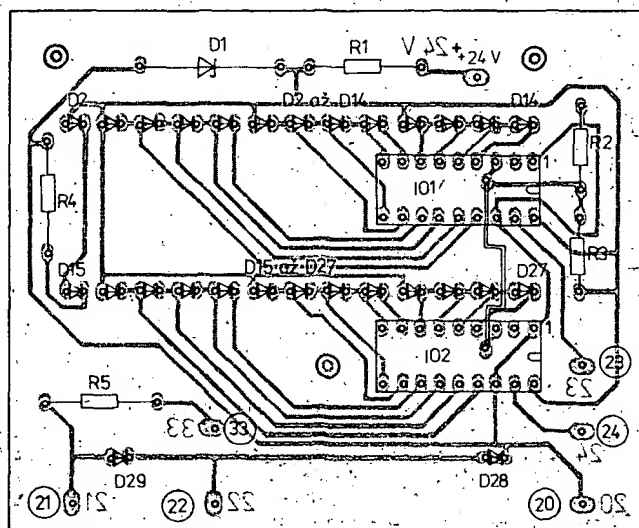 D1 R1 24 V + +24 V
D2 D2 až D14 D14
R2
IO1 1
R4
R3
D15 D15 až D27 D27
IO2 1
23
23
R5
33 33
24
24
D29 D28
21 21 22 22 20 20